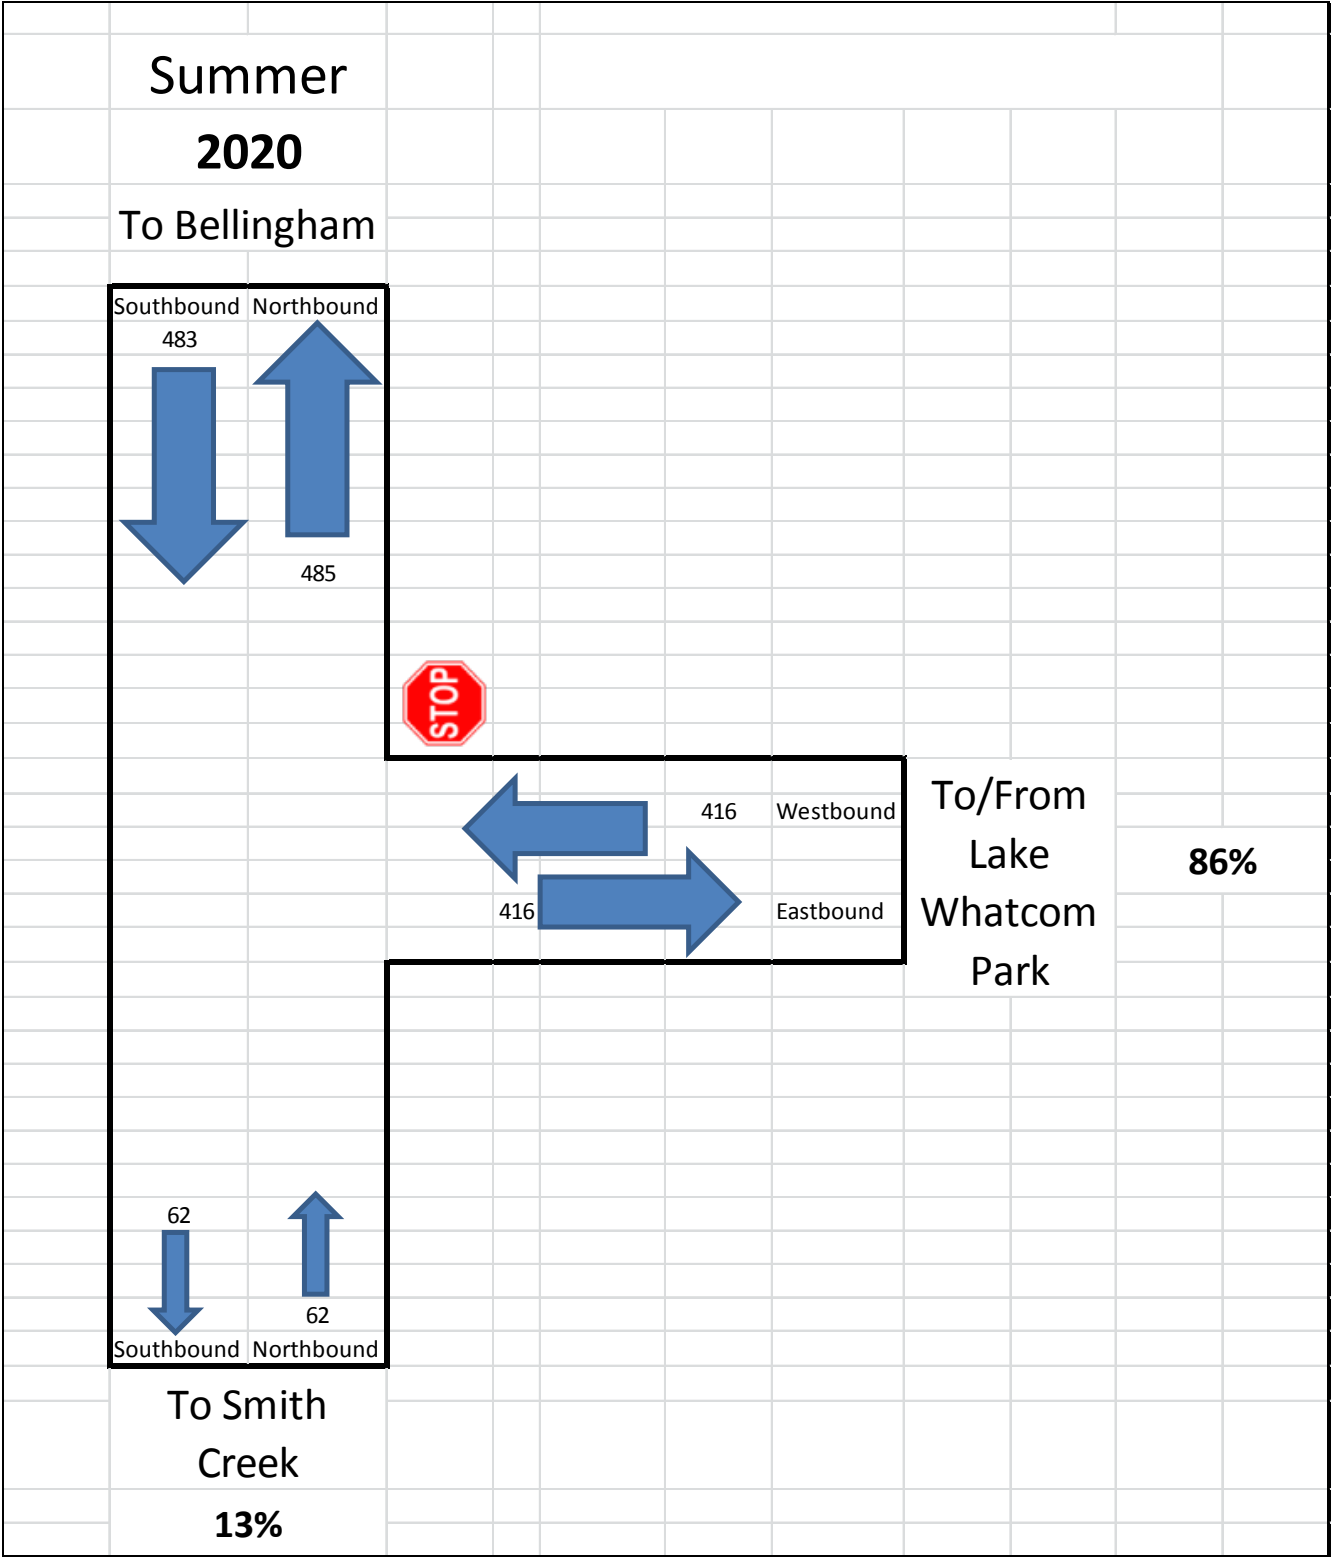 Summer
2020
To Bellingham
Southbound Northbound
483
485
STOP
416 Westbound
416 Eastbound
To/From
Lake
Whatcom
Park
86%
62
62
Southbound Northbound
To Smith
Creek
13%